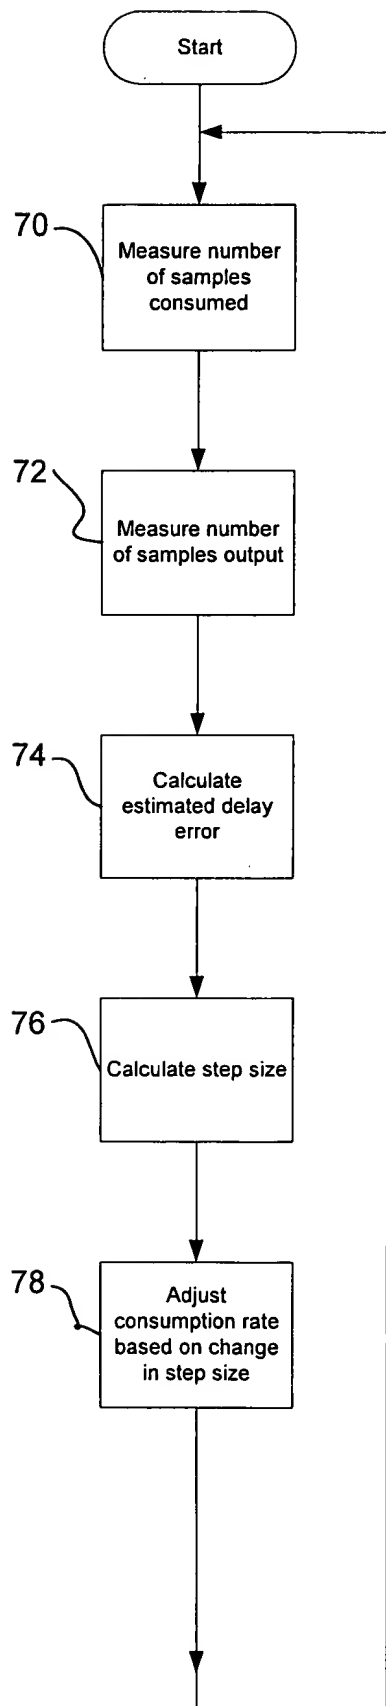 Start
70
Measure number
of samples
consumed
72
Measure number
of samples output
74
Calculate
estimated delay
error
76
Calculate step size
78
Adjust
consumption rate
based on change
in step size